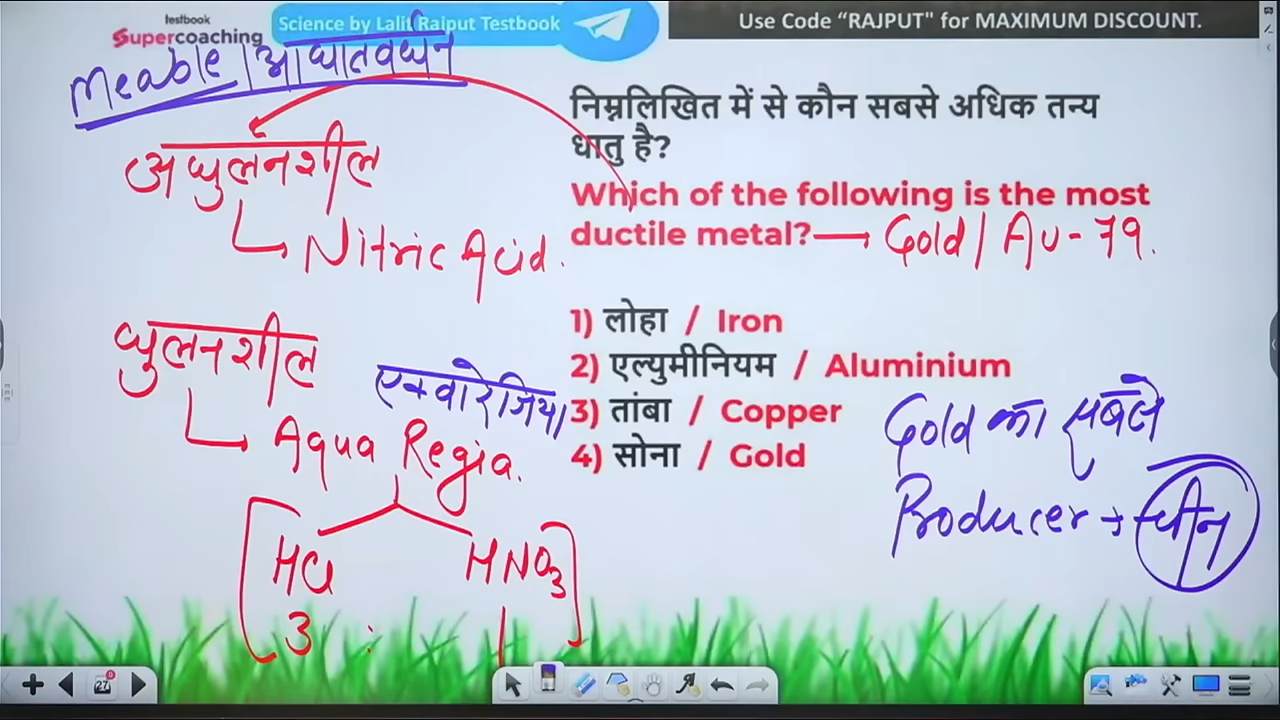 testbook
Supercoaching
Science by Lalit Rajput Testbook
Use Code “RAJPUT" for MAXIMUM DISCOUNT.
Meable | आघातवर्धन
अघुलनशील
Nitric Acid.
घुलनशील
Aqua Regia.
एक्वारेजिया
HCl HNO3
3 : 1
निम्नलिखित में से कौन सबसे अधिक तन्य
धातु है?
Which of the following is the most
ductile metal? → Gold / Au - 79.
1) लोहा / Iron
2) एल्युमीनियम / Aluminium
3) तांबा / Copper
4) सोना / Gold
Gold का सबसे
Producer → चीन
27